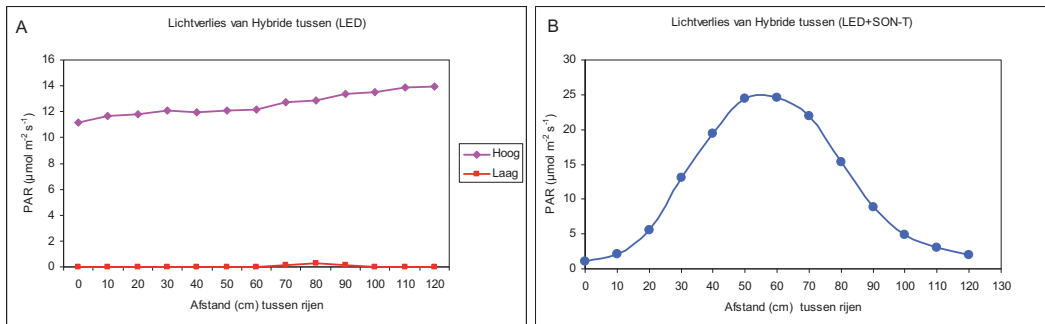 A
Lichtverlies van Hybride tussen (LED)
PAR (µmol m⁻² s⁻¹)
16
14
12
10
8
6
4
2
0
0 10 20 30 40 50 60 70 80 90 100 110 120
Afstand (cm) tussen rijen
Hoog
Laag
B
Lichtverlies van Hybride tussen (LED+SON-T)
PAR (µmol m⁻² s⁻¹)
30
25
20
15
10
5
0
0 10 20 30 40 50 60 70 80 90 100 110 120 130
Afstand (cm) tussen rijen